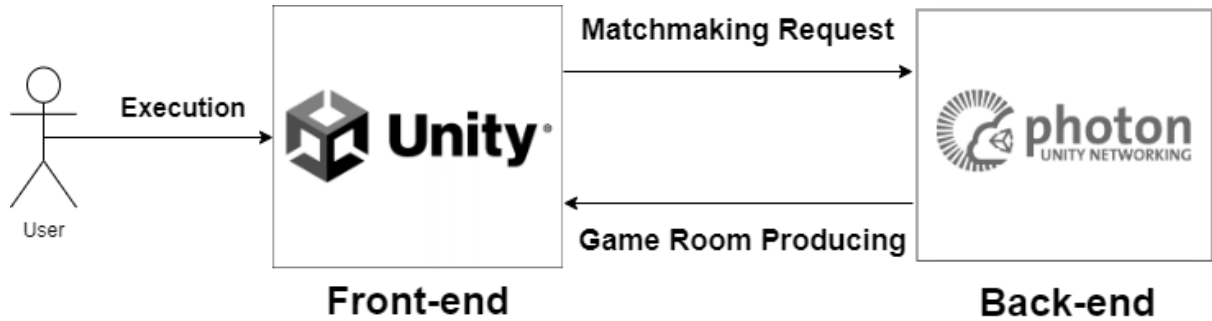 Matchmaking Request
Execution
Unity®
photon
UNITY NETWORKING
User
Game Room Producing
Front-end
Back-end